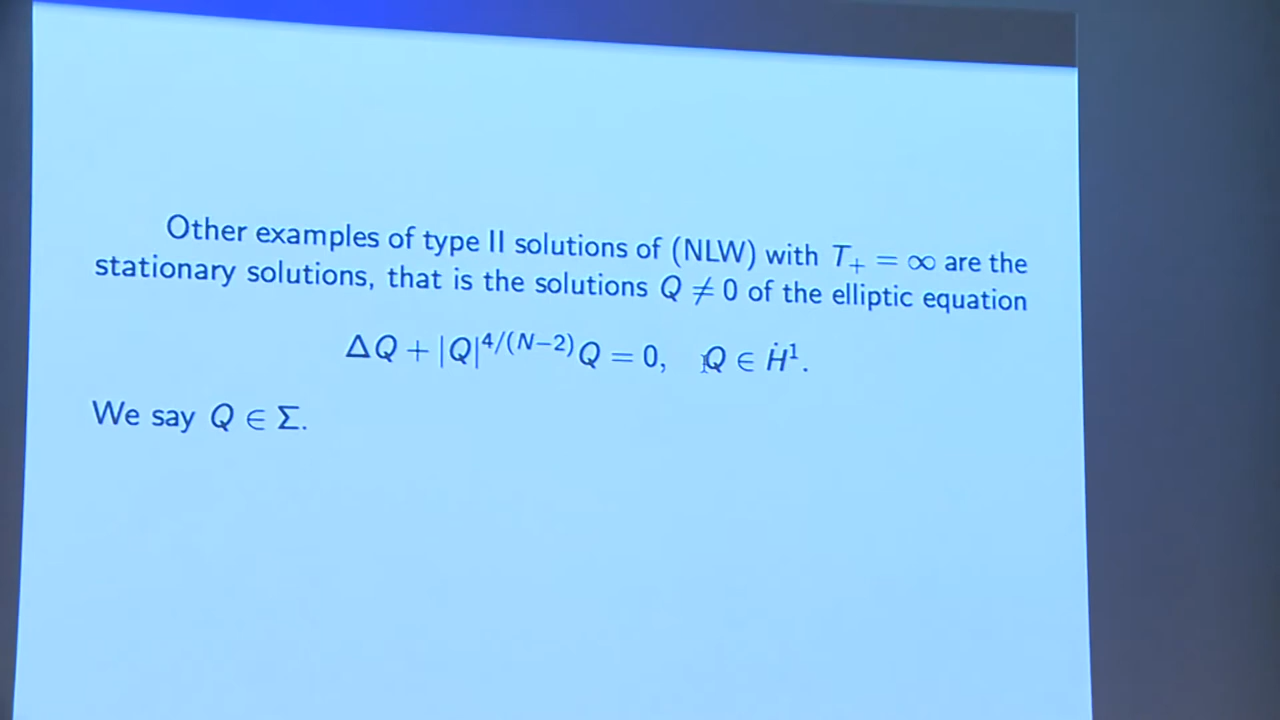 Other examples of type II solutions of (NLW) with T₊ = ∞ are the
stationary solutions, that is the solutions Q ≠ 0 of the elliptic equation
ΔQ + |Q|^{4/(N−2)}Q = 0, Q ∈ Ḣ¹.
We say Q ∈ Σ.